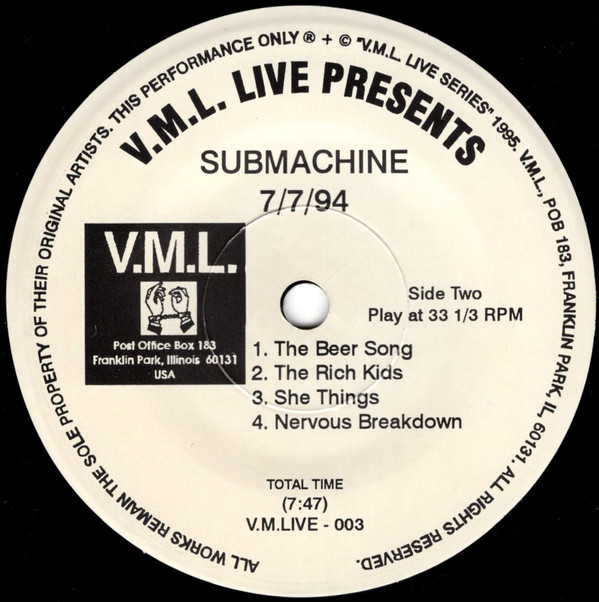 ALL WORKS REMAIN THE SOLE PROPERTY OF THEIR ORIGINAL ARTISTS. THIS PERFORMANCE ONLY ® + © "V.M.L. LIVE SERIES" 1995. V.M.L., POB 183, FRANKLIN PARK, IL 60131. ALL RIGHTS RESERVED.
V.M.L. LIVE PRESENTS
SUBMACHINE
7/7/94
V.M.L.
Post Office Box 183
Franklin Park, Illinois 60131
USA
Side Two
Play at 33 1/3 RPM
1. The Beer Song
2. The Rich Kids
3. She Things
4. Nervous Breakdown
TOTAL TIME
(7:47)
V.M.LIVE - 003